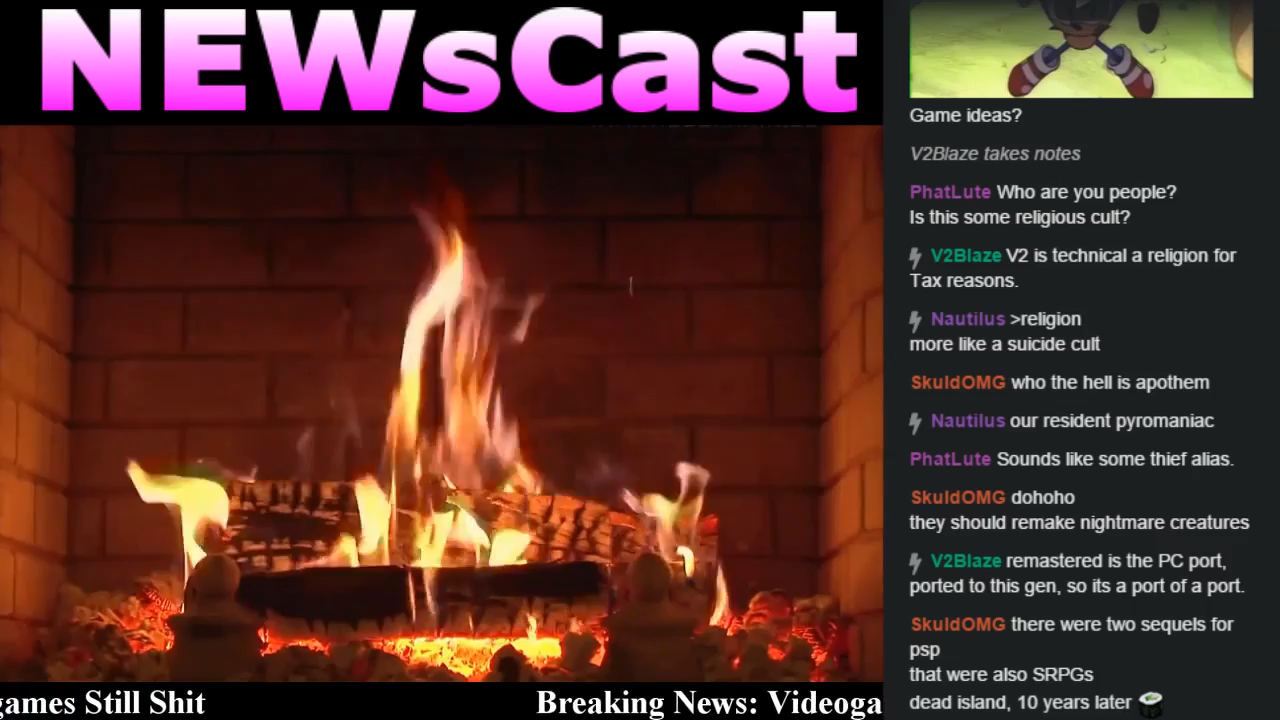 NEWsCast
Game ideas?
V2Blaze takes notes
PhatLute Who are you people?
Is this some religious cult?
V2Blaze V2 is technical a religion for
Tax reasons.
Nautilus >religion
more like a suicide cult
SkuldOMG who the hell is apothem
Nautilus our resident pyromaniac
PhatLute Sounds like some thief alias.
SkuldOMG dohoho
they should remake nightmare creatures
V2Blaze remastered is the PC port,
ported to this gen, so its a port of a port.
SkuldOMG there were two sequels for
psp
that were also SRPGs
dead island, 10 years later
games Still Shit Breaking News: Videoga